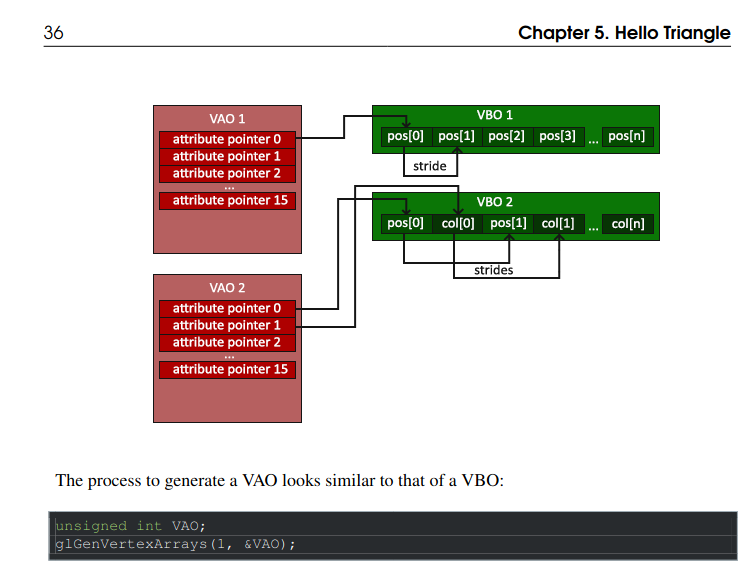 36
Chapter 5. Hello Triangle
VAO 1
attribute pointer 0
attribute pointer 1
attribute pointer 2
...
attribute pointer 15
VBO 1
pos[0] pos[1] pos[2] pos[3] ... pos[n]
stride
VBO 2
pos[0] col[0] pos[1] col[1] ... col[n]
strides
VAO 2
attribute pointer 0
attribute pointer 1
attribute pointer 2
...
attribute pointer 15
The process to generate a VAO looks similar to that of a VBO:
unsigned int VAO;
glGenVertexArrays(1, &VAO);